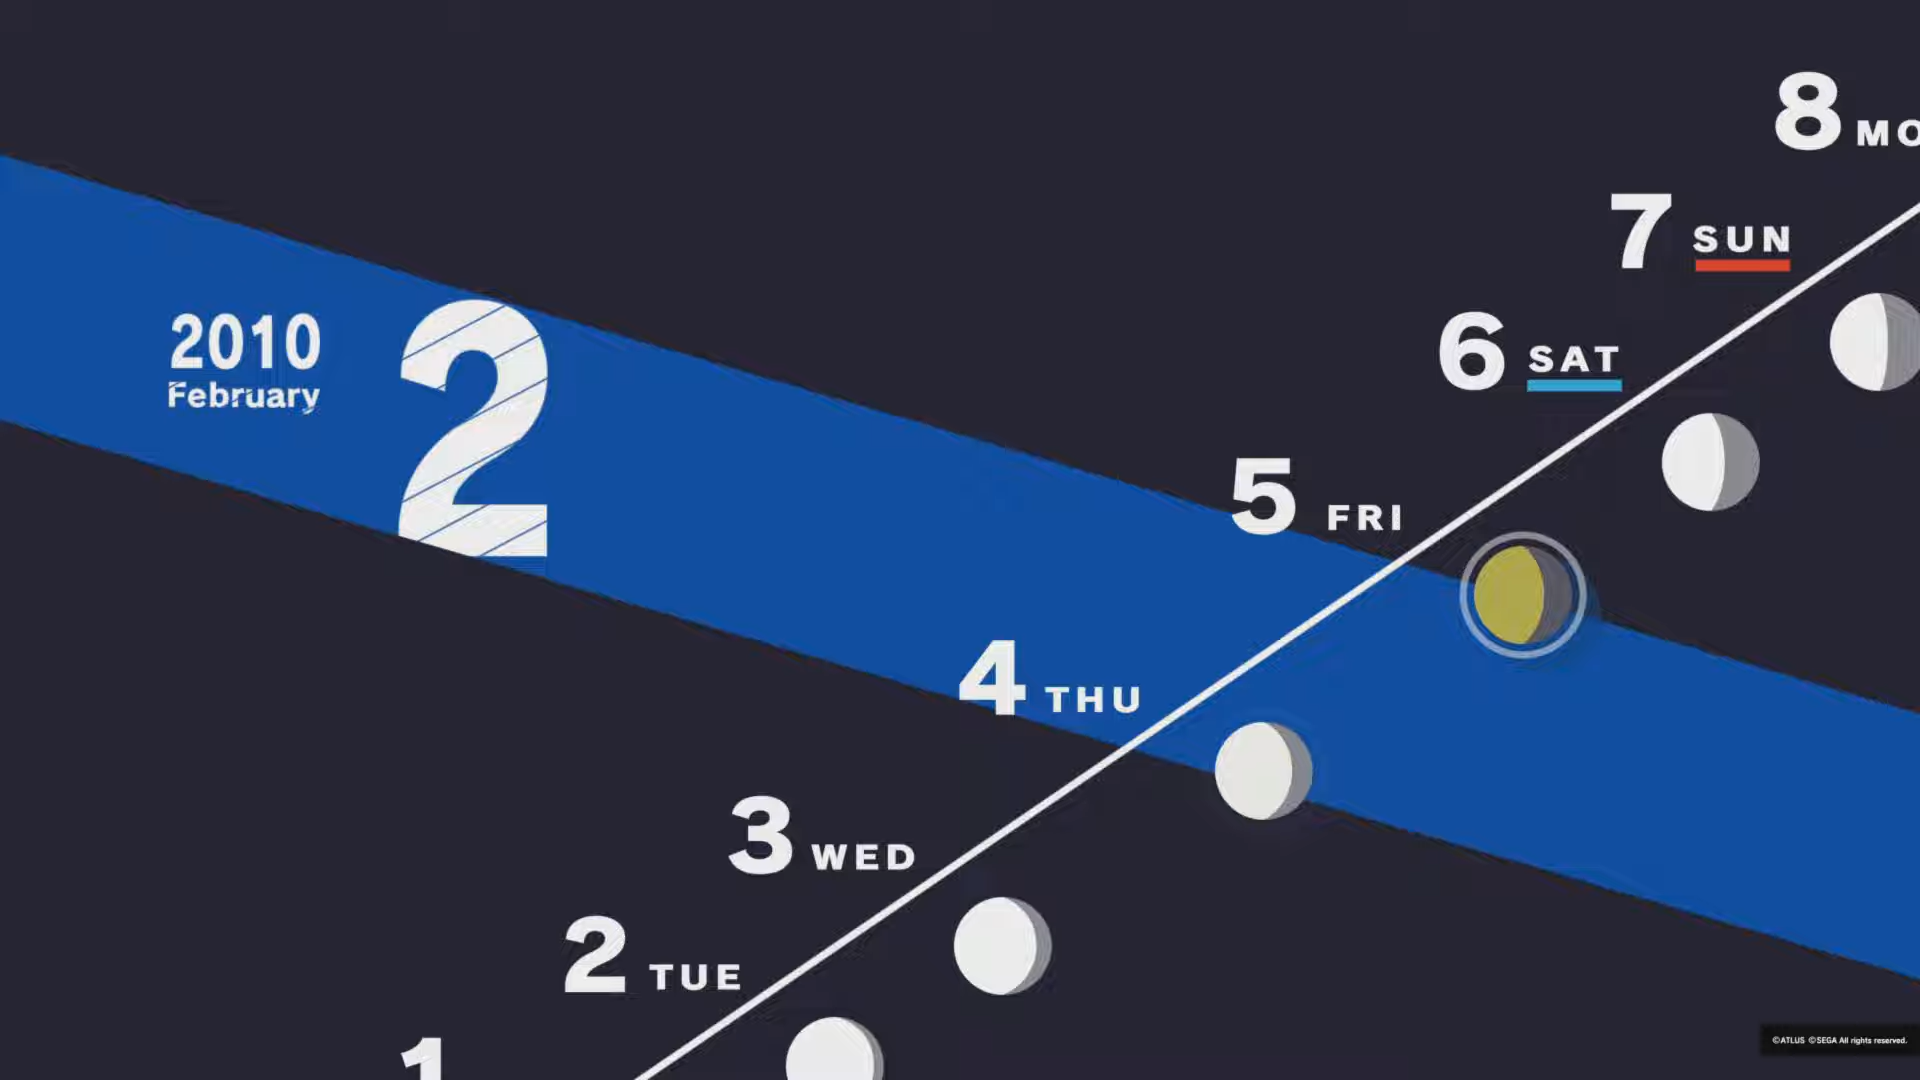 8 MO
7 SUN
6 SAT
2010
February
2
5 FRI
4 THU
3 WED
2 TUE
1
©ATLUS ©SEGA All rights reserved.